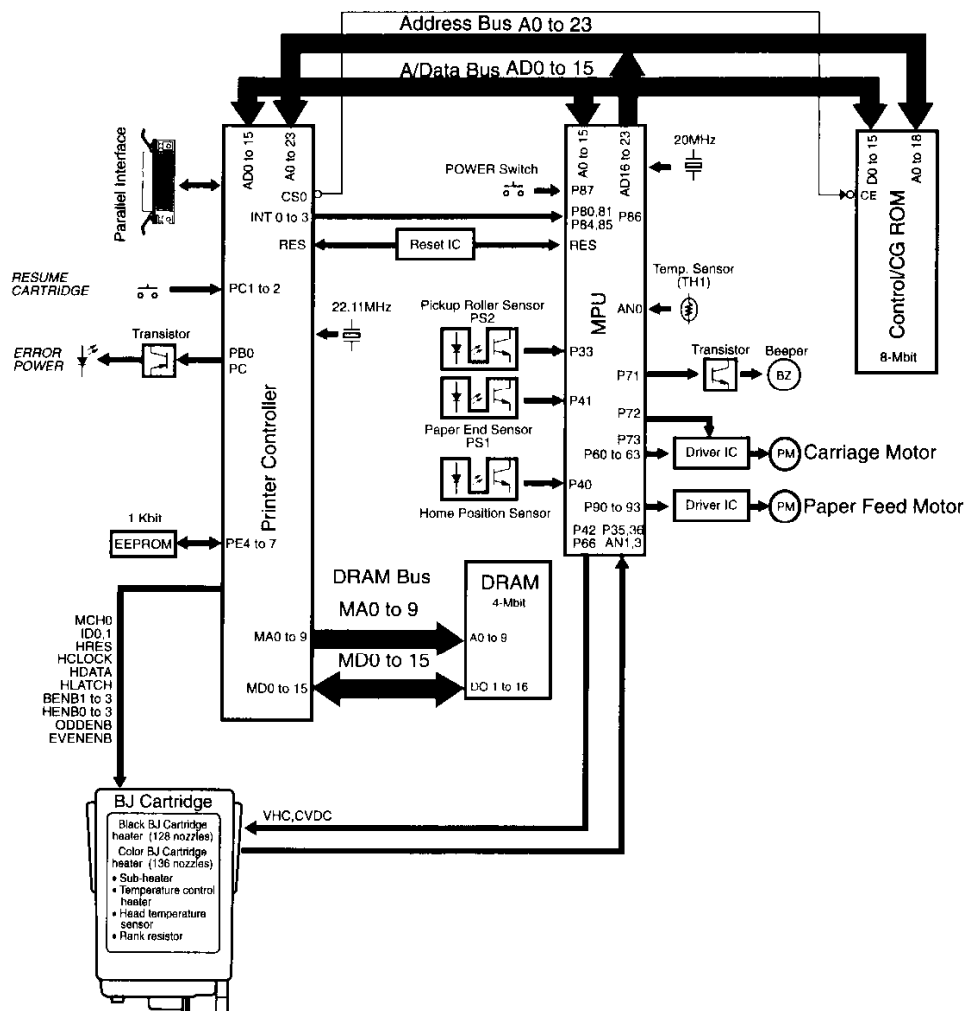 Address Bus A0 to 23
A/Data Bus AD0 to 15
Parallel Interface
AD0 to 15
A0 to 23
CS0
INT 0 to 3
RES
PC1 to 2
PB0
PC
Printer Controller
PE4 to 7
MA0 to 9
MD0 to 15
RESUME
CARTRIDGE
Transistor
ERROR
POWER
22.11MHz
1 Kbit
EEPROM
POWER Switch
Reset IC
Pickup Roller Sensor
PS2
Paper End Sensor
PS1
Home Position Sensor
A0 to 15
AD16 to 23
P87
P80,81
P84,85
P66
RES
MPU
AN0
P33
P71
P41
P72
P73
P60 to 63
P40
P90 to 93
P42
P66
P35,36
AN1,3
20MHz
Temp. Sensor
(TH1)
Transistor
Beeper
BZ
Driver IC
PM
Carriage Motor
Driver IC
PM
Paper Feed Motor
D0 to 15
A0 to 18
CE
Control/CG ROM
8-Mbit
DRAM Bus
MA0 to 9
MD0 to 15
DRAM
4-Mbit
A0 to 9
DO 1 to 16
MCH0
ID0,1
HRES
HCLOCK
HDATA
HLATCH
BENB1 to 3
HENB0 to 3
ODDENB
EVENENB
VHC,CVDC
BJ Cartridge
Black BJ Cartridge
heater (128 nozzles)
Color BJ Cartridge
heater (136 nozzles)
• Sub-heater
• Temperature control
heater
• Head temperature
sensor
• Rank resistor